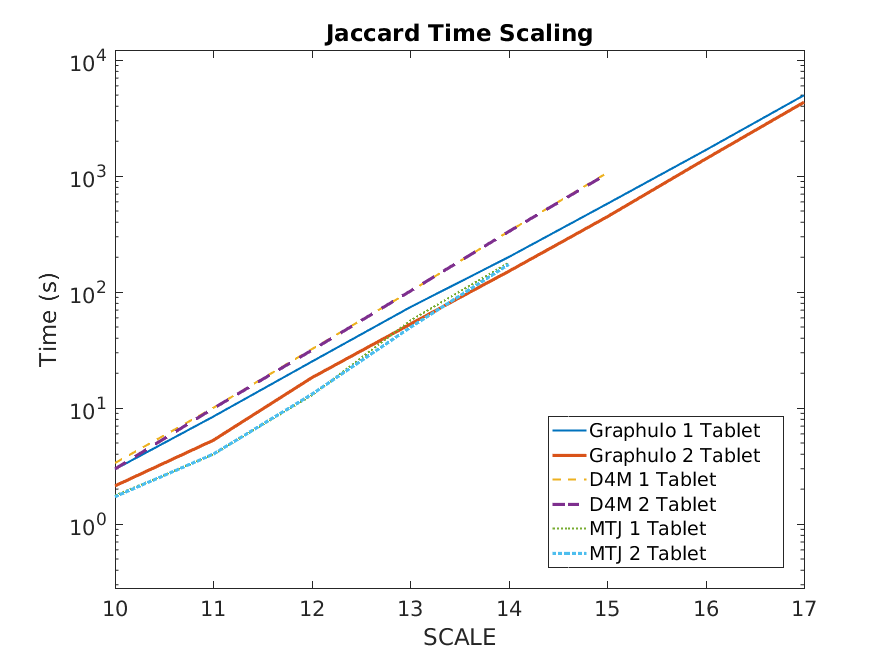 Jaccard Time Scaling
10^4
10^3
10^2
10^1
10^0
Time (s)
10 11 12 13 14 15 16 17
SCALE
Graphulo 1 Tablet
Graphulo 2 Tablet
D4M 1 Tablet
D4M 2 Tablet
MTJ 1 Tablet
MTJ 2 Tablet